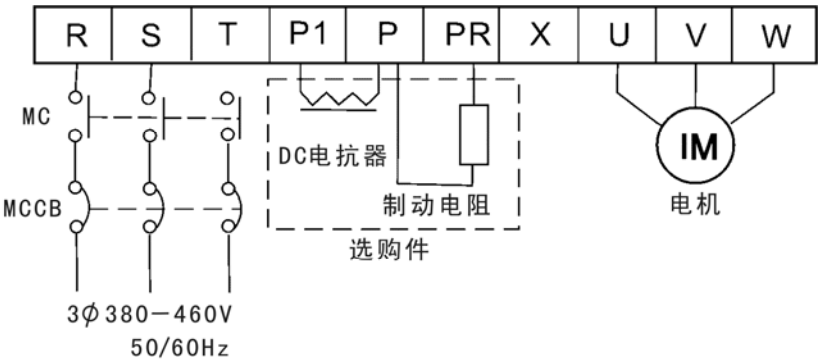 R S T P1 P PR X U V W
MC
IM
DC电抗器
MCCB
制动电阻
电机
选购件
3φ380－460V
50/60Hz